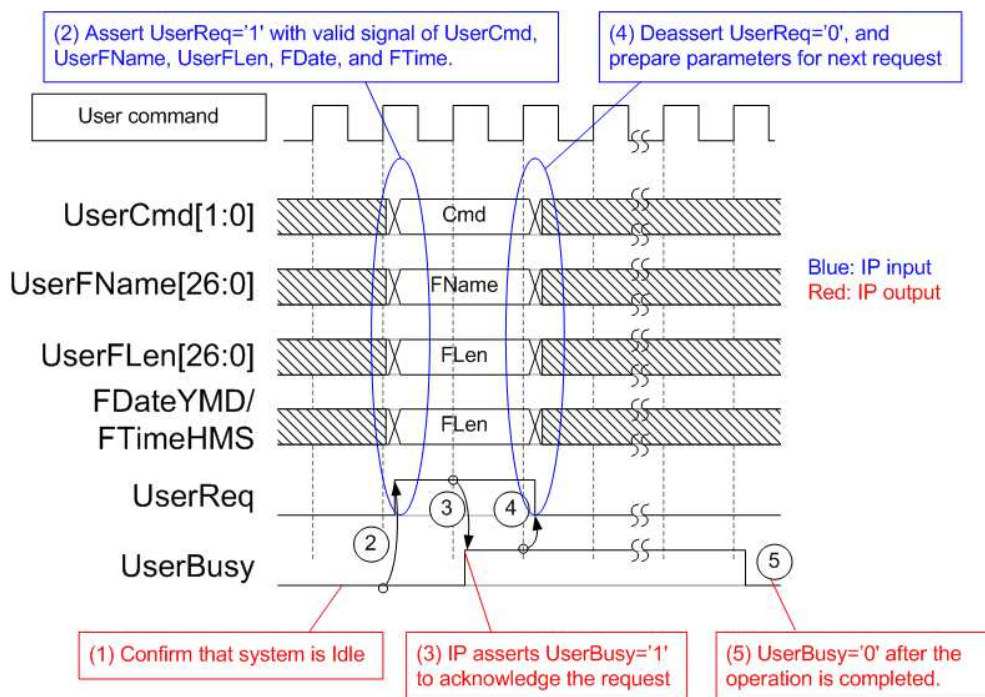 (2) Assert UserReq='1' with valid signal of UserCmd,
UserFName, UserFLen, FDate, and FTime.
(4) Deassert UserReq='0', and
prepare parameters for next request
User command
UserCmd[1:0]
Cmd
UserFName[26:0]
FName
Blue: IP input
Red: IP output
UserFLen[26:0]
FLen
FDateYMD/
FTimeHMS
FLen
UserReq
3
4
2
UserBusy
5
(1) Confirm that system is Idle
(3) IP asserts UserBusy='1'
to acknowledge the request
(5) UserBusy='0' after the
operation is completed.